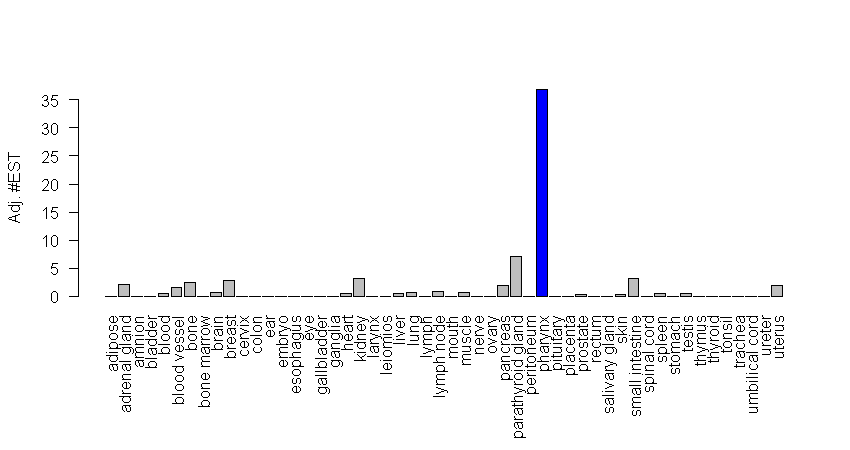 Adj. #EST
35
30
25
20
15
10
5
0
adipose
adrenal gland
amnion
bladder
blood
blood vessel
bone
bone marrow
brain
breast
cervix
colon
ear
embryo
esophagus
eye
gallbladder
ganglia
heart
kidney
larynx
leiomios
liver
lung
lymph
lymph node
mouth
muscle
nerve
ovary
pancreas
parathyroid gland
peritoneum
pharynx
pituitary
placenta
prostate
rectum
salivary gland
skin
small intestine
spinal cord
spleen
stomach
testis
thymus
thyroid
tonsil
trachea
umbilical cord
ureter
uterus